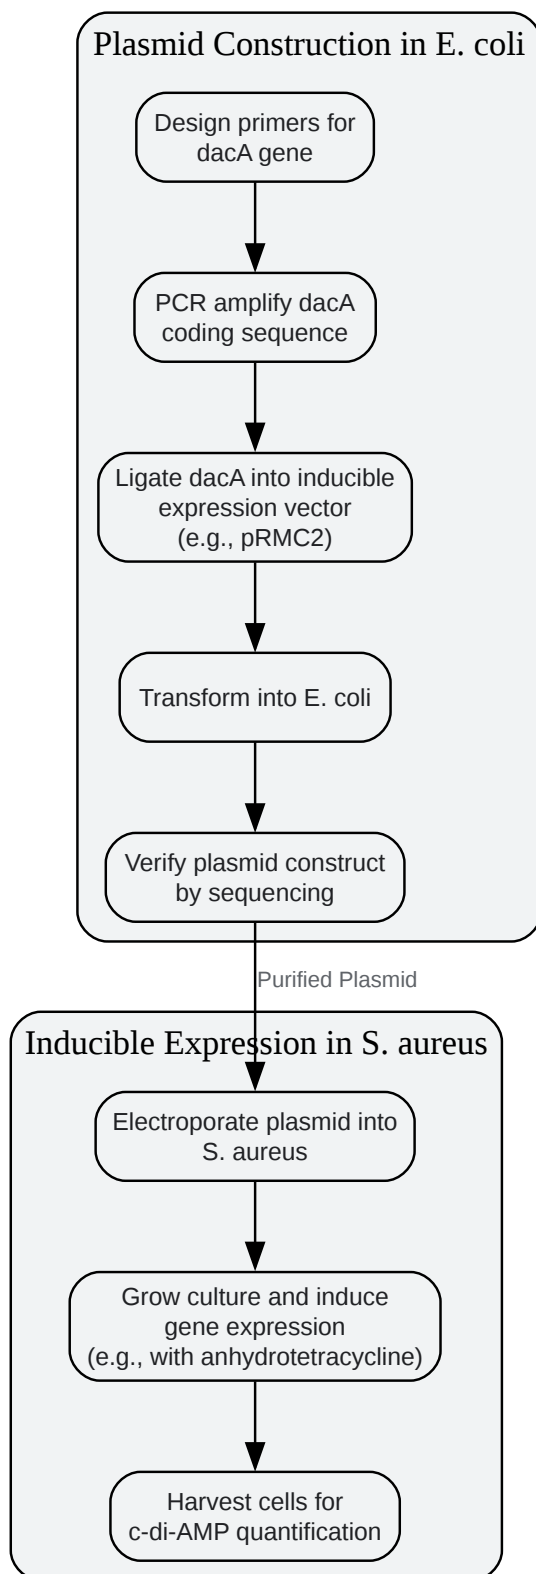 Plasmid Construction in E. coli
Design primers for
dacA gene
PCR amplify dacA
coding sequence
Ligate dacA into inducible
expression vector
(e.g., pRMC2)
Transform into E. coli
Verify plasmid construct
by sequencing
Purified Plasmid
Inducible Expression in S. aureus
Electroporate plasmid into
S. aureus
Grow culture and induce
gene expression
(e.g., with anhydrotetracycline)
Harvest cells for
c-di-AMP quantification